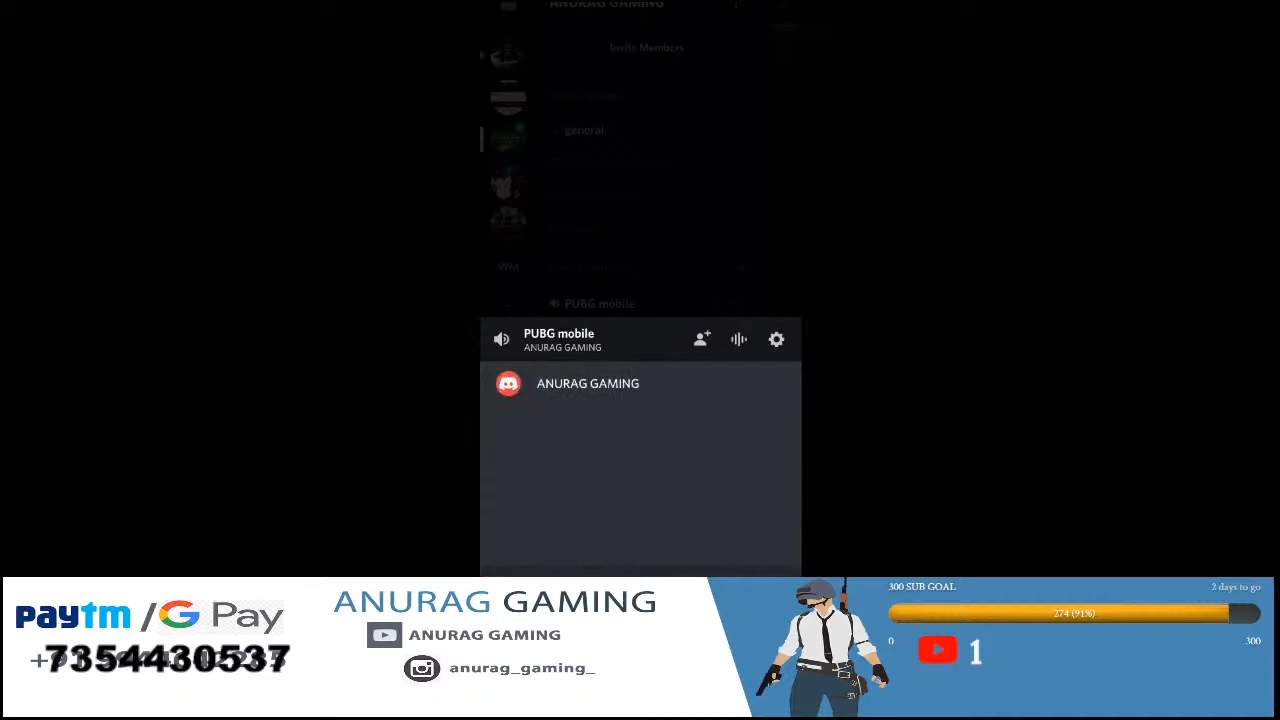 ANURAG GAMING
Invite Members
general
WM
PUBG mobile
PUBG mobile
ANURAG GAMING
ANURAG GAMING
paytm / G Pay
7354430537
ANURAG GAMING
ANURAG GAMING
anurag_gaming_
300 SUB GOAL
2 days to go
274 (91%)
0
300
1